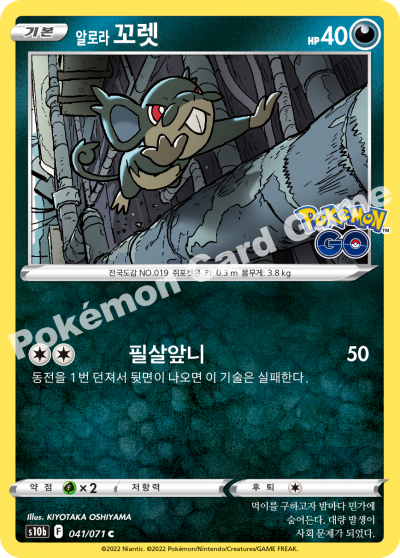 기본 알로라 꼬렛 HP 40
Pokémon GO
전국도감 NO.019 쥐포켓몬 키: 0.3 m 몸무게: 3.8 kg
Pokémon Card Game
필살앞니 50
동전을 1번 던져서 뒷면이 나오면 이 기술은 실패한다.
약점 ×2 저항력 후퇴
Illus. KIYOTAKA OSHIYAMA
먹이를 구하고자 밤마다 민가에
숨어든다. 대량 발생이
사회 문제가 되었다.
s10b F 041/071 C
©2022 Niantic. ©2022 Pokémon/Nintendo/Creatures/GAME FREAK.